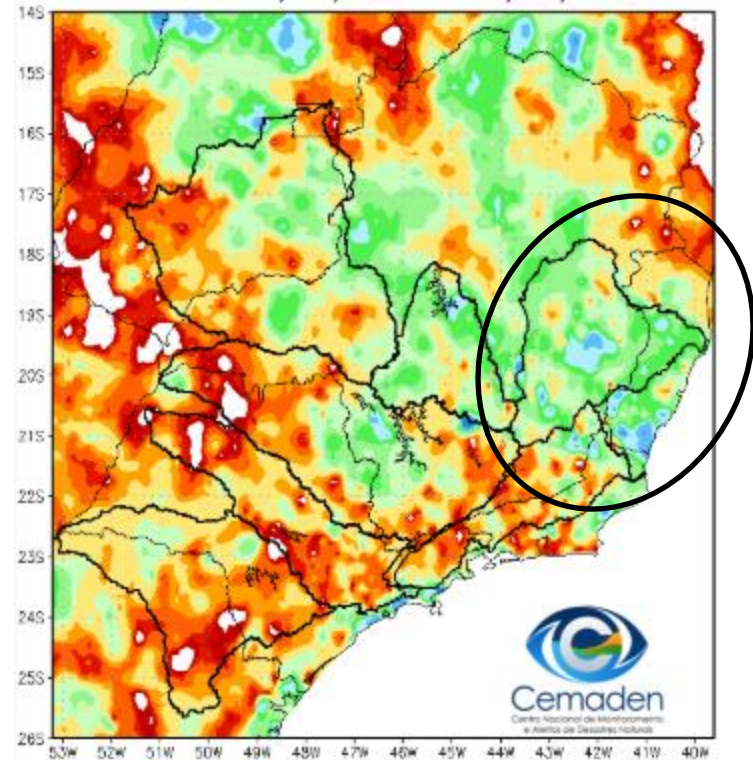 14S
15S
16S
17S
18S
19S
20S
21S
22S
23S
24S
25S
26S
53W 52W 51W 50W 49W 48W 47W 46W 45W 44W 43W 42W 41W 40W
Cemaden
Centro Nacional de Monitoramento
e Alertas de Desastres Naturais